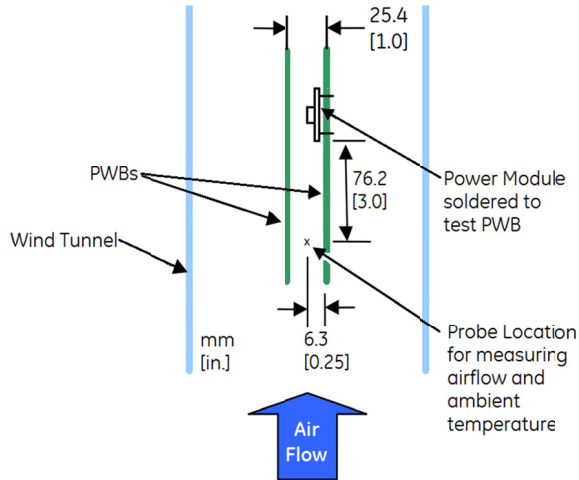 25.4
[1.0]
PWBs
76.2
[3.0]
Power Module
soldered to
test PWB
Wind Tunnel
x
mm
[in.]
6.3
[0.25]
Probe Location
for measuring
airflow and
ambient
temperature
Air
Flow